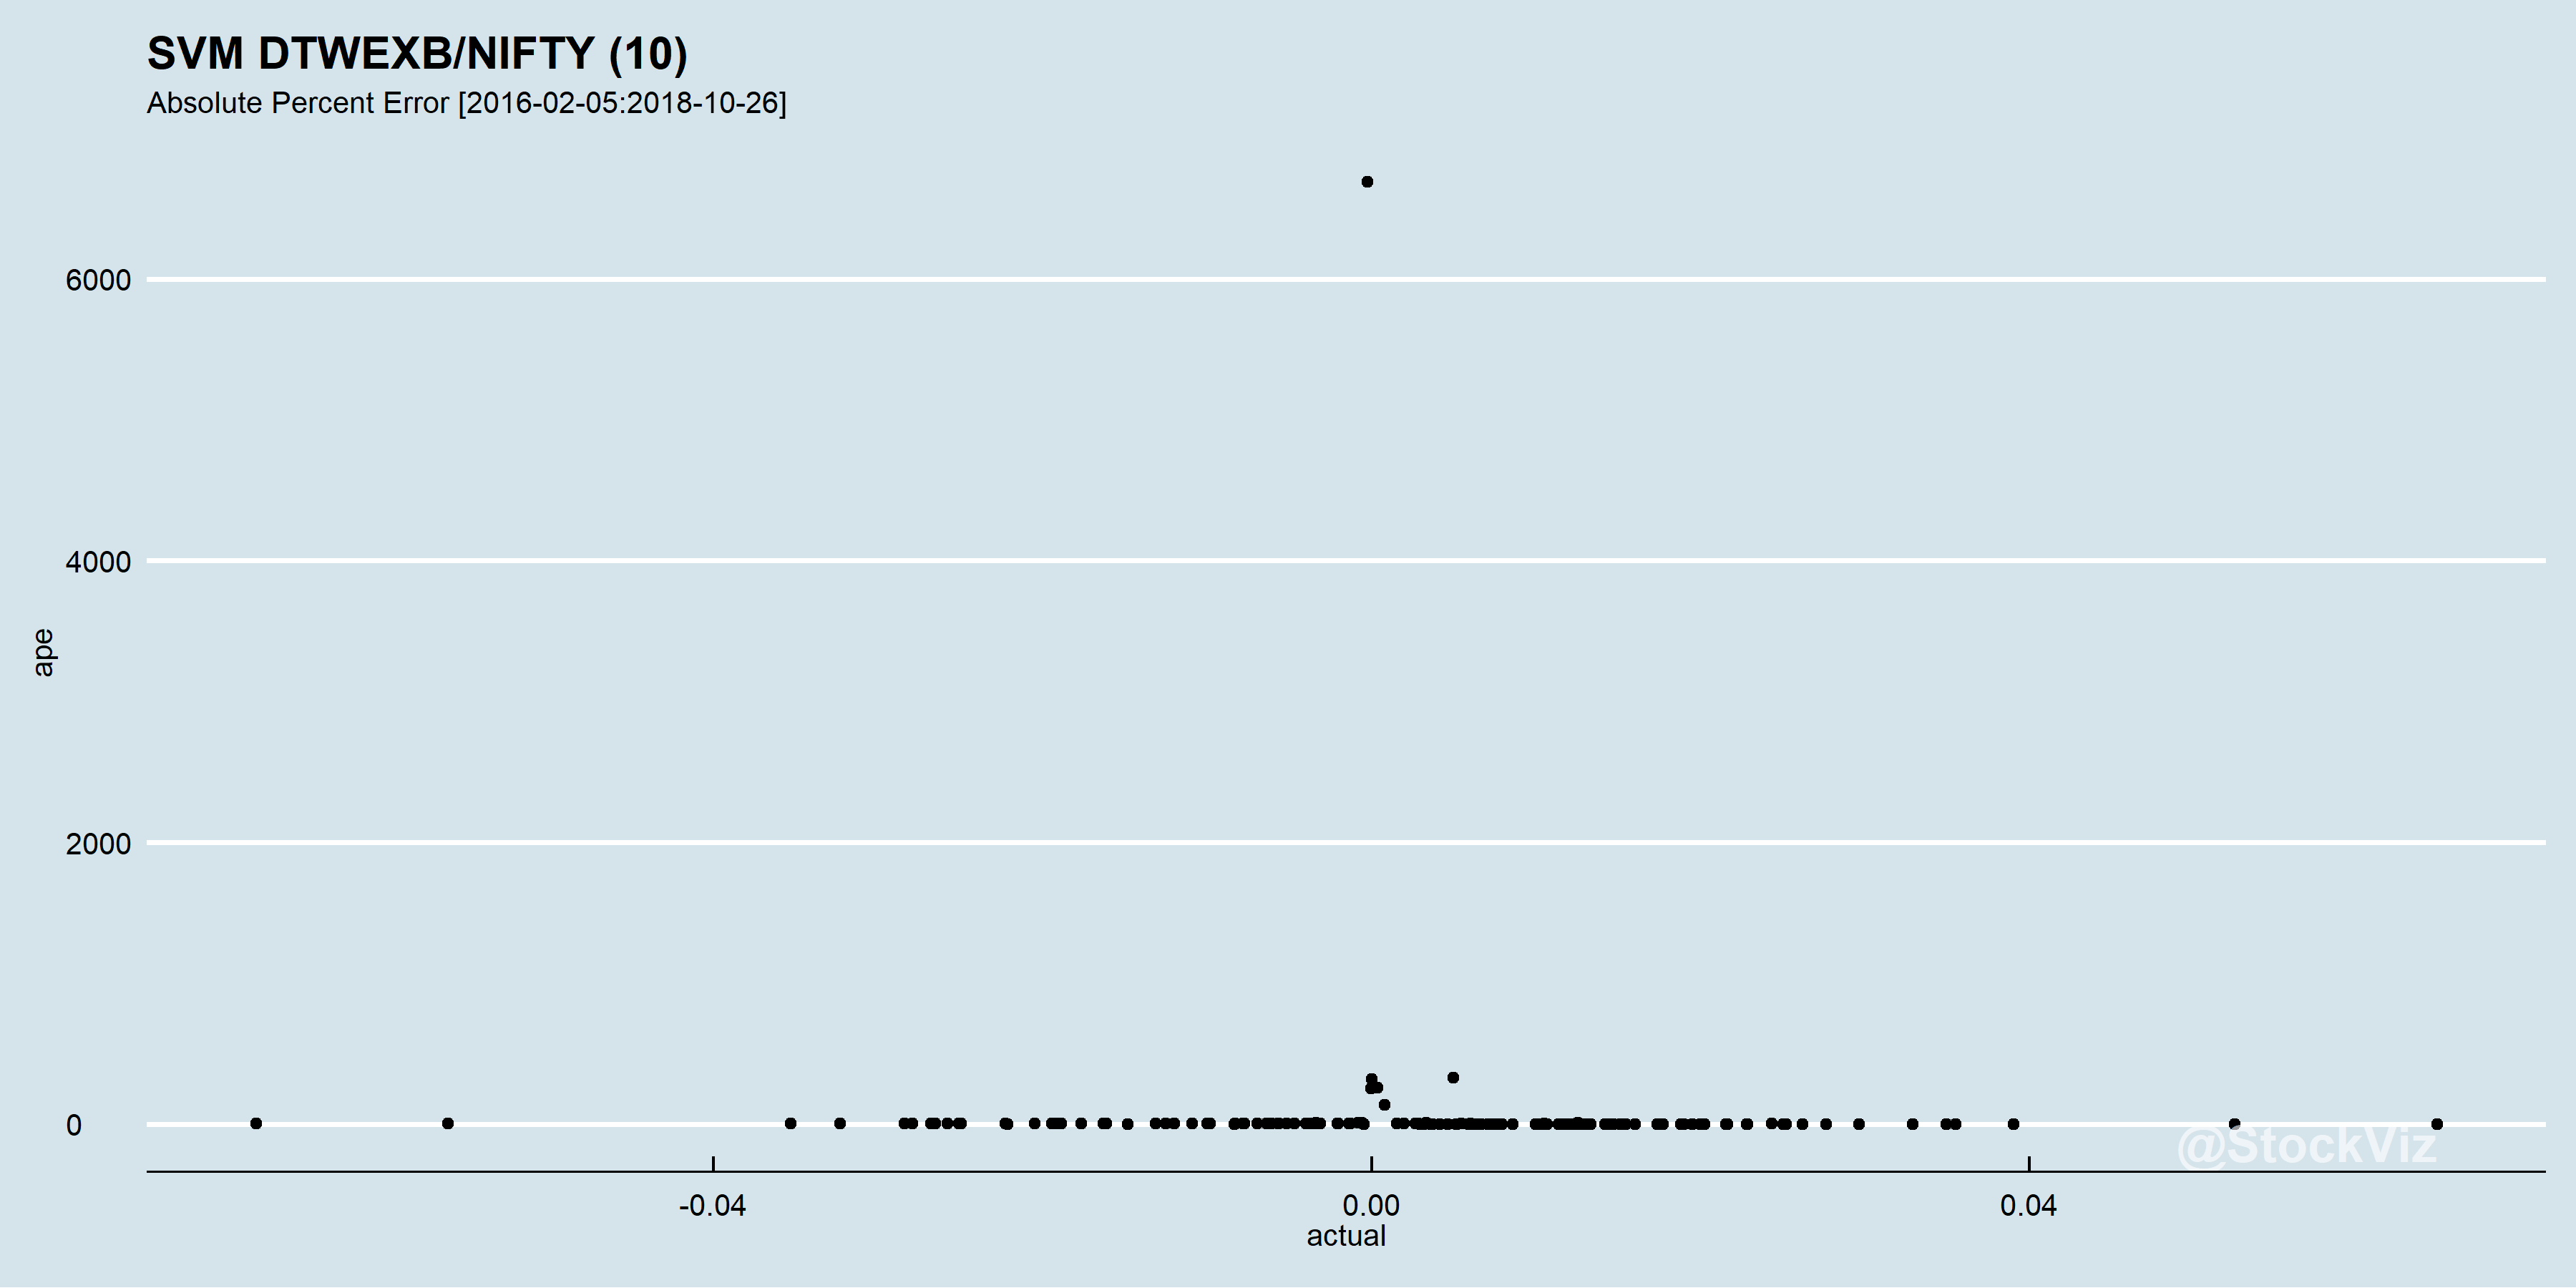 SVM DTWEXB/NIFTY (10)
Absolute Percent Error [2016-02-05:2018-10-26]
6000
4000
ape
2000
0
@StockViz
-0.04 0.00 0.04
actual